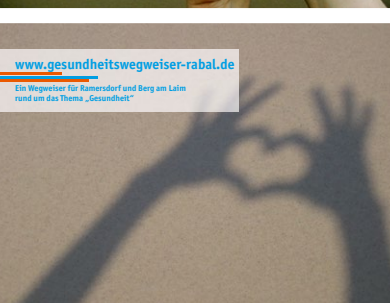 www.gesundheitswegweiser-rabal.de
Ein Wegweiser für Ramersdorf und Berg am Laim
rund um das Thema „Gesundheit“